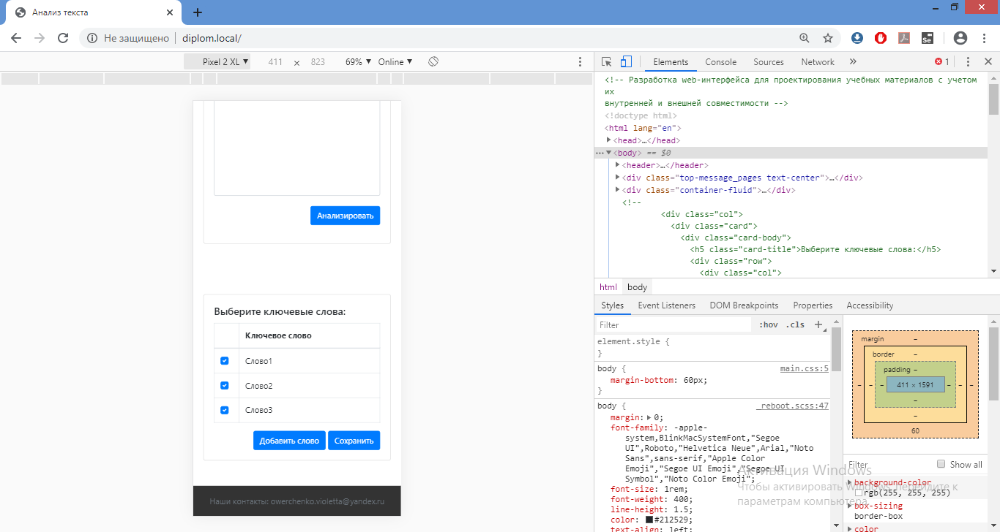 Анализ текста
Не защищено | diplom.local/
Pixel 2 XL ▼ 411 × 823 69% ▼ Online ▼
Elements Console Sources Network » 1
Анализировать
Выберите ключевые слова:
Ключевое слово
Слово1
Слово2
Слово3
Добавить слово Сохранить
Наши контакты: owerchenko.violetta@yandex.ru
<!-- Разработка web-интерфейса для проектирования учебных материалов с учетом
их
внутренней и внешней совместимости -->
<!doctype html>
<html lang="en">
<head>…</head>
<body> == $0
<header>…</header>
<div class="top-message_pages text-center">…</div>
<div class="container-fluid">…</div>
<!--
<div class="col">
<div class="card">
<div class="card-body">
<h5 class="card-title">Выберите ключевые слова:</h5>
<div class="row">
<div class="col">
html body
Styles Event Listeners DOM Breakpoints Properties Accessibility
Filter :hov .cls +
element.style {
}
body { main.css:5
margin-bottom: 60px;
}
body { _reboot.scss:47
margin: 0;
font-family: -apple-
system,BlinkMacSystemFont,"Segoe
UI",Roboto,"Helvetica Neue",Arial,"Noto
Sans",sans-serif,"Apple Color
Emoji","Segoe UI Emoji","Segoe UI
Symbol","Noto Color Emoji";
font-size: 1rem;
font-weight: 400;
line-height: 1.5;
color: #212529;
text-align: left;
margin –
border –
padding –
– – – 411 × 1591 – – –
–
–
60
Filter Show all
background-color
rgb(255, 255, 255)
box-sizing
border-box
color
Активация Windows
Чтобы активировать Windows, перейдите к
параметрам компьютера.